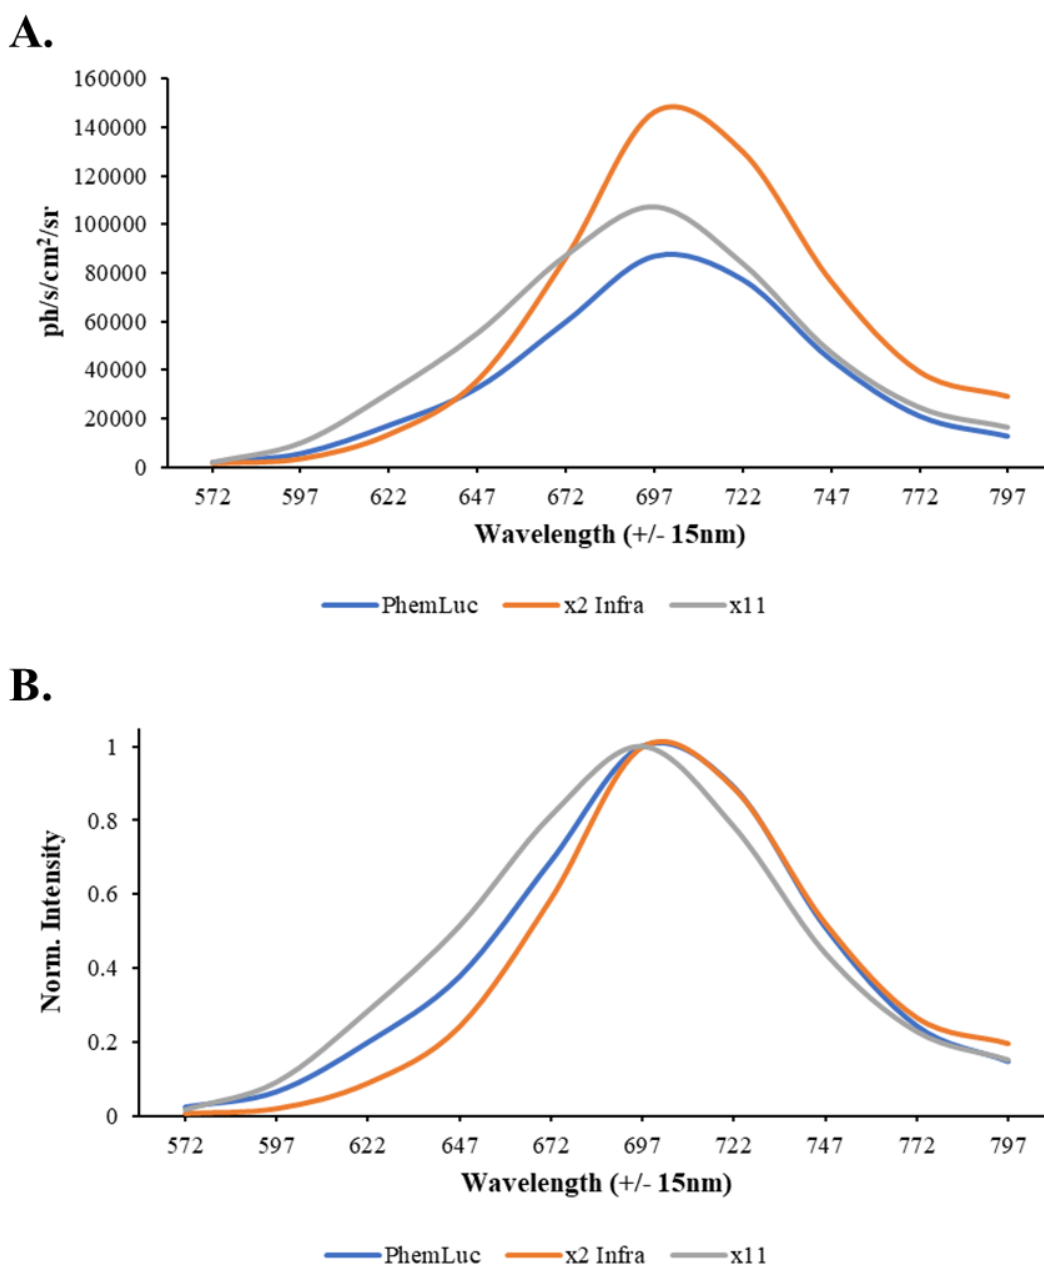 A.
160000
140000
120000
100000
80000
60000
40000
20000
0
ph/s/cm²/sr
572 597 622 647 672 697 722 747 772 797
Wavelength (+/- 15nm)
PhemLuc x2 Infra x11
B.
1
0.8
0.6
0.4
0.2
0
Norm. Intensity
572 597 622 647 672 697 722 747 772 797
Wavelength (+/- 15nm)
PhemLuc x2 Infra x11